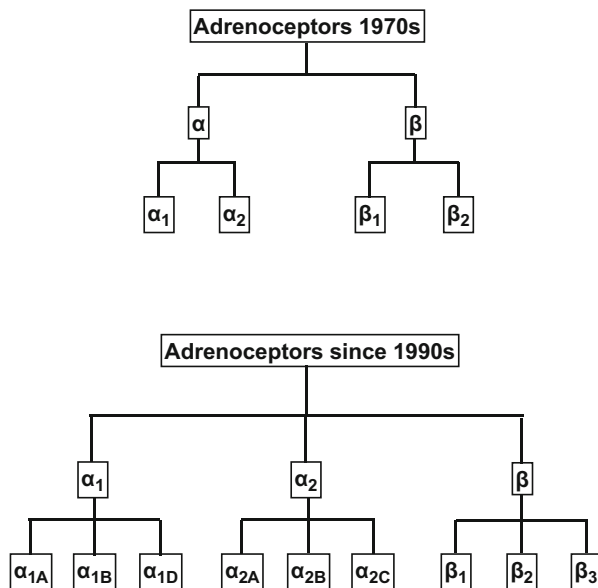 Adrenoceptors 1970s
α β
α₁ α₂ β₁ β₂
Adrenoceptors since 1990s
α₁ α₂ β
α₁A α₁B α₁D α₂A α₂B α₂C β₁ β₂ β₃